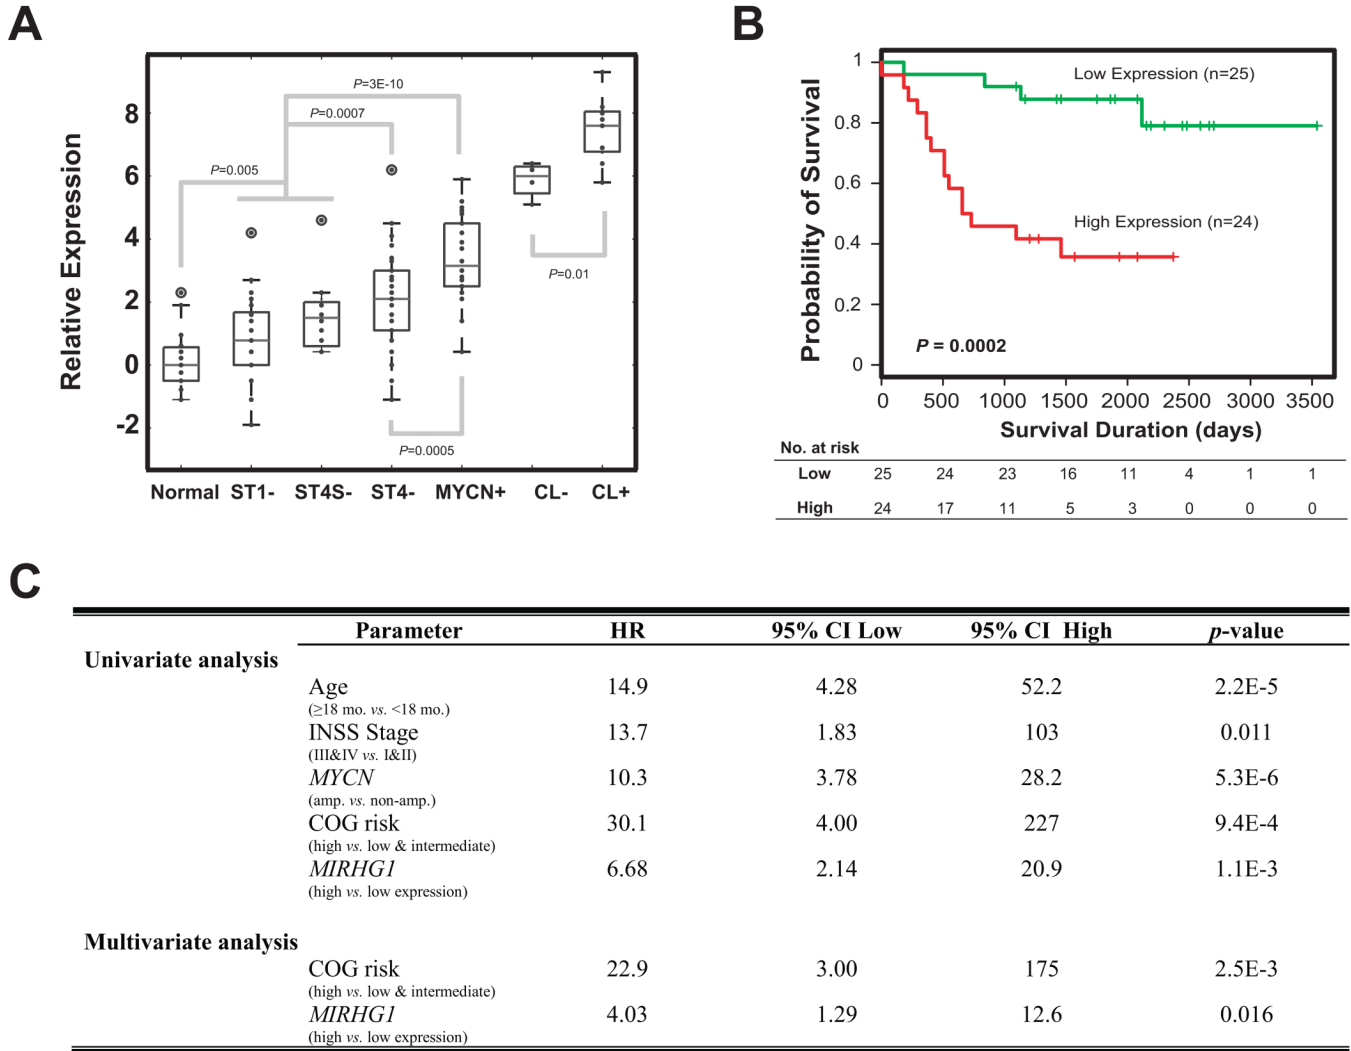 A
B
P=3E-10
P=0.0007
P=0.005
P=0.01
P=0.0005
8
6
4
2
0
-2
Relative Expression
Normal ST1- ST4S- ST4- MYCN+ CL- CL+
Low Expression (n=25)
High Expression (n=24)
P = 0.0002
1
0.8
0.6
0.4
0.2
0
Probability of Survival
0 500 1000 1500 2000 2500 3000 3500
Survival Duration (days)
No. at risk
Low 25 24 23 16 11 4 1 1
High 24 17 11 5 3 0 0 0
C
Parameter HR 95% CI Low 95% CI High p-value
Univariate analysis
Age 14.9 4.28 52.2 2.2E-5
(≥18 mo. vs. <18 mo.)
INSS Stage 13.7 1.83 103 0.011
(III&IV vs. I&II)
MYCN 10.3 3.78 28.2 5.3E-6
(amp. vs. non-amp.)
COG risk 30.1 4.00 227 9.4E-4
(high vs. low & intermediate)
MIRHG1 6.68 2.14 20.9 1.1E-3
(high vs. low expression)
Multivariate analysis
COG risk 22.9 3.00 175 2.5E-3
(high vs. low & intermediate)
MIRHG1 4.03 1.29 12.6 0.016
(high vs. low expression)